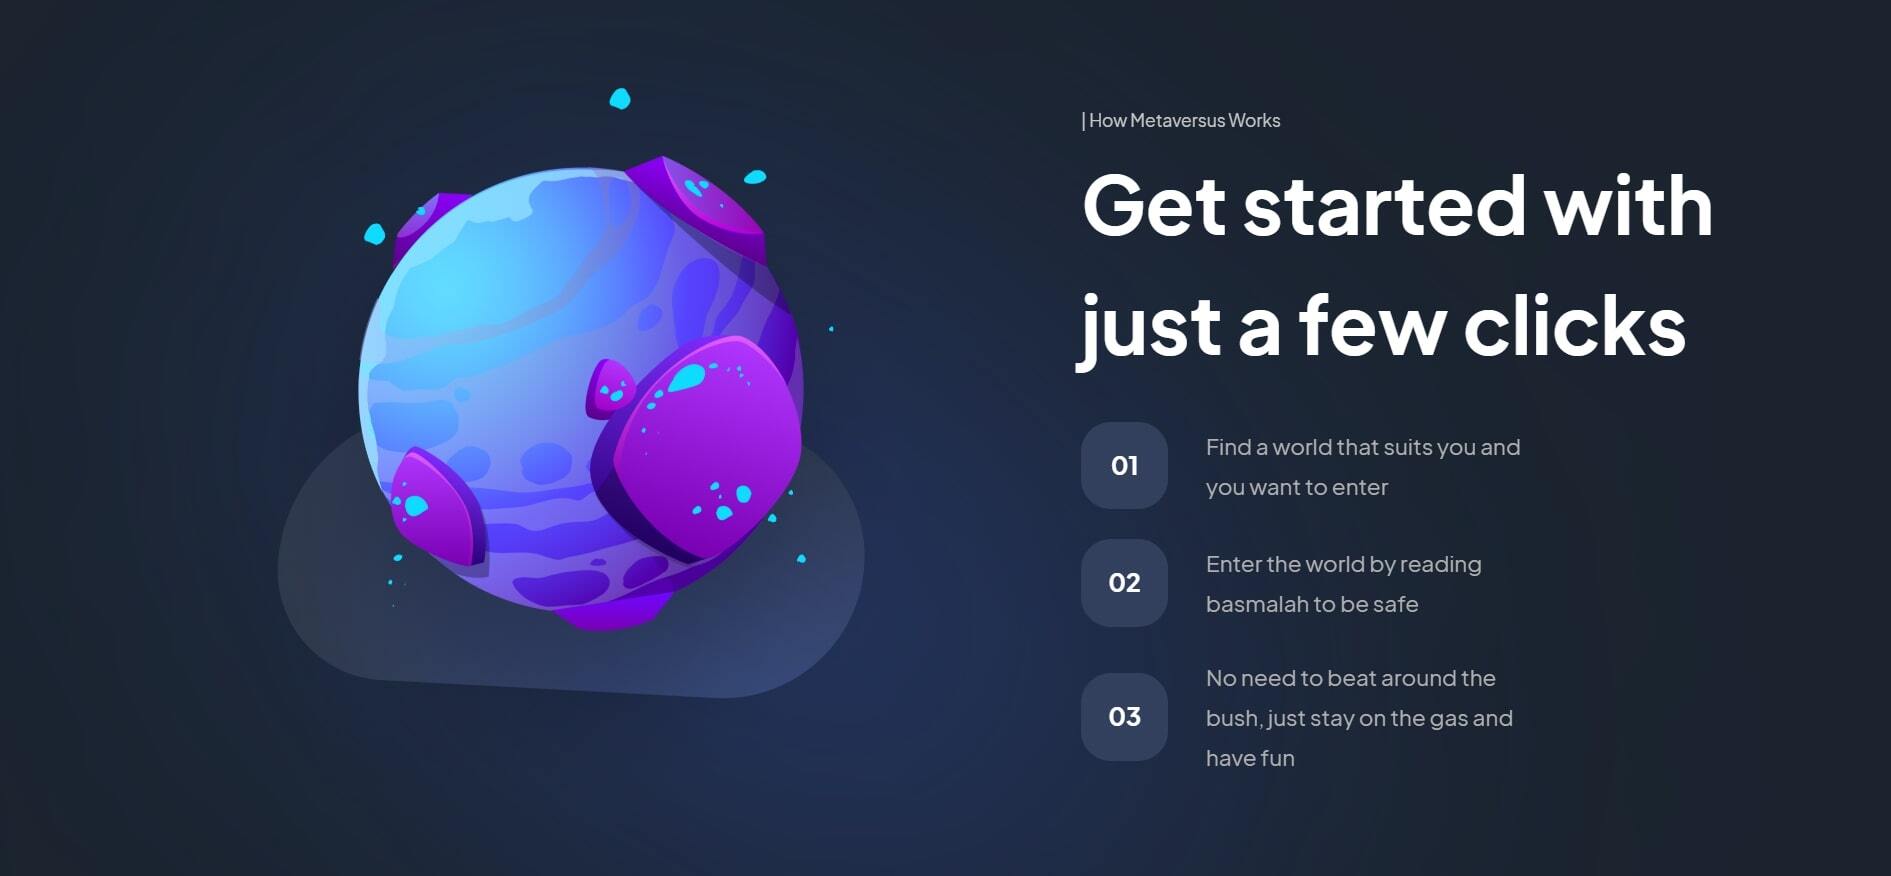 | How Metaversus Works
Get started with
just a few clicks
01
Find a world that suits you and
you want to enter
02
Enter the world by reading
basmalah to be safe
03
No need to beat around the
bush, just stay on the gas and
have fun